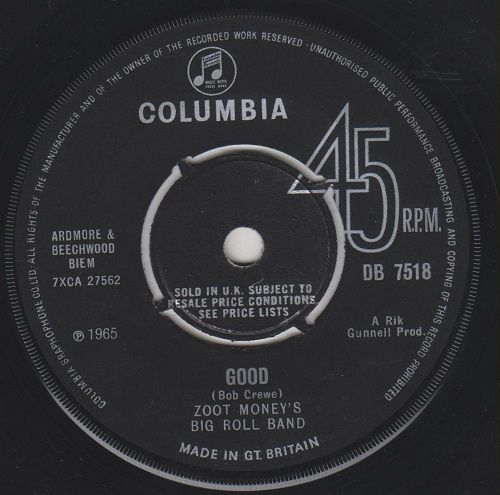 COLUMBIA GRAPHOPHONE CO. LTD. ALL RIGHTS OF THE MANUFACTURER AND OF THE OWNER OF THE RECORDED WORK RESERVED · UNAUTHORISED PUBLIC PERFORMANCE BROADCASTING AND COPYING OF THIS RECORD PROHIBITED
COLUMBIA
45
R.P.M.
ARDMORE &
BEECHWOOD
BIEM
7XCA 27562
DB 7518
SOLD IN U.K. SUBJECT TO
RESALE PRICE CONDITIONS,
SEE PRICE LISTS
℗ 1965
A Rik
Gunnell Prod.
GOOD
(Bob Crewe)
ZOOT MONEY'S
BIG ROLL BAND
MADE IN GT. BRITAIN